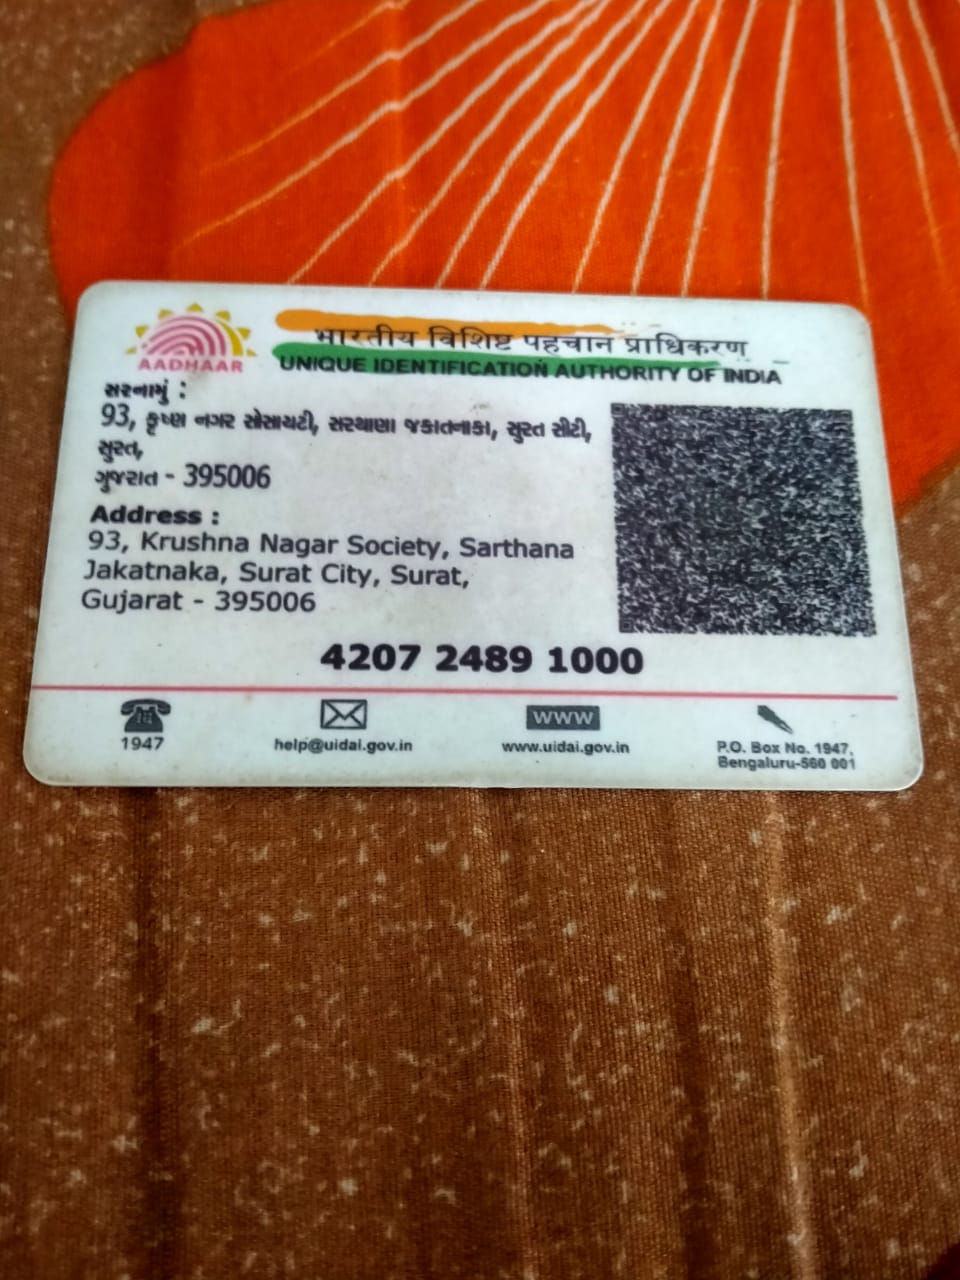 भारतीय विशिष्ट पहचान प्राधिकरण
AADHAAR
UNIQUE IDENTIFICATION AUTHORITY OF INDIA
સરનામું :
93, કૃષ્ણ નગર સોસાયટી, સરથાણા જકાતનાકા, સુરત સીટી,
સુરત,
ગુજરાત - 395006
Address :
93, Krushna Nagar Society, Sarthana
Jakatnaka, Surat City, Surat,
Gujarat - 395006
4207 2489 1000
1947
help@uidai.gov.in
www
www.uidai.gov.in
P.O. Box No. 1947,
Bengaluru-560 001